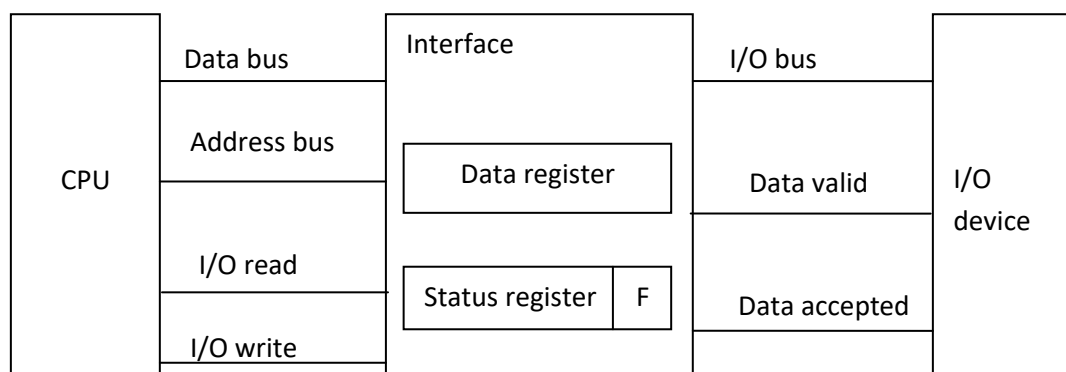 Interface
Data bus
I/O bus
Address bus
CPU
Data register
Data valid
I/O
device
I/O read
Status register
F
Data accepted
I/O write